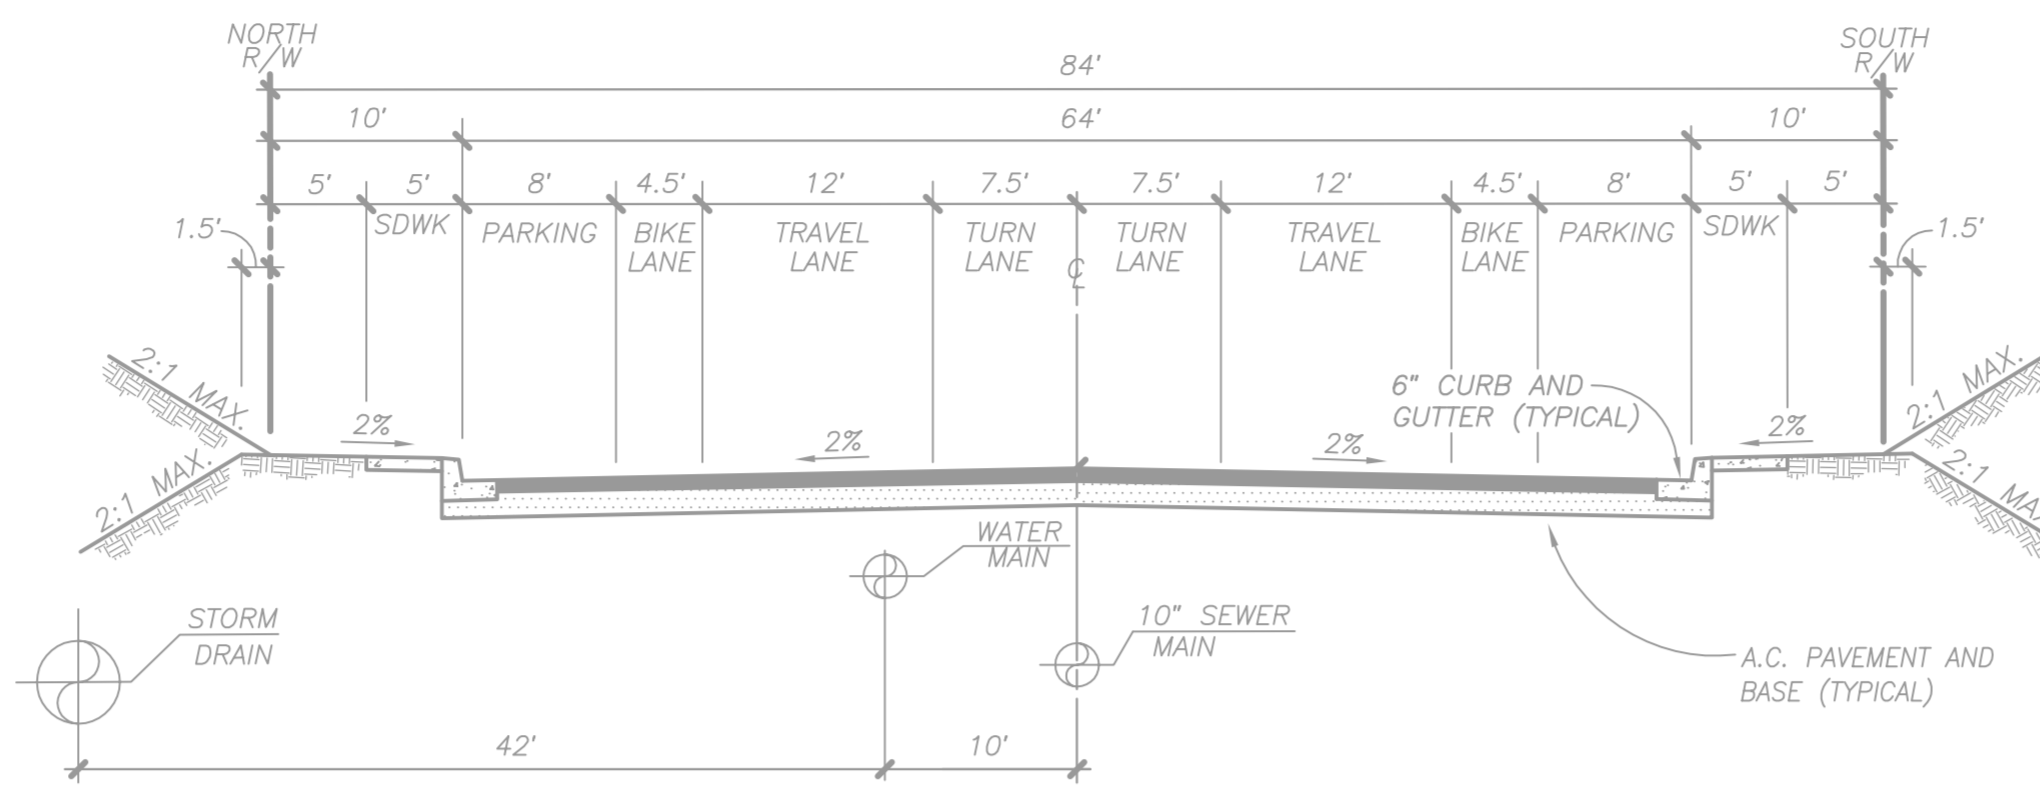 NORTH
R/W
SOUTH
R/W
84'
10'
64'
10'
5'
5'
8'
4.5'
12'
7.5'
7.5'
12'
4.5'
8'
5'
5'
1.5'
SDWK
PARKING
BIKE
LANE
TRAVEL
LANE
TURN
LANE
TURN
LANE
TRAVEL
LANE
BIKE
LANE
PARKING
SDWK
1.5'
℄
2:1 MAX.
2:1 MAX.
2%
2%
2%
2%
6" CURB AND
GUTTER (TYPICAL)
2:1 MAX.
2:1 MAX.
WATER
MAIN
STORM
DRAIN
10" SEWER
MAIN
A.C. PAVEMENT AND
BASE (TYPICAL)
42'
10'